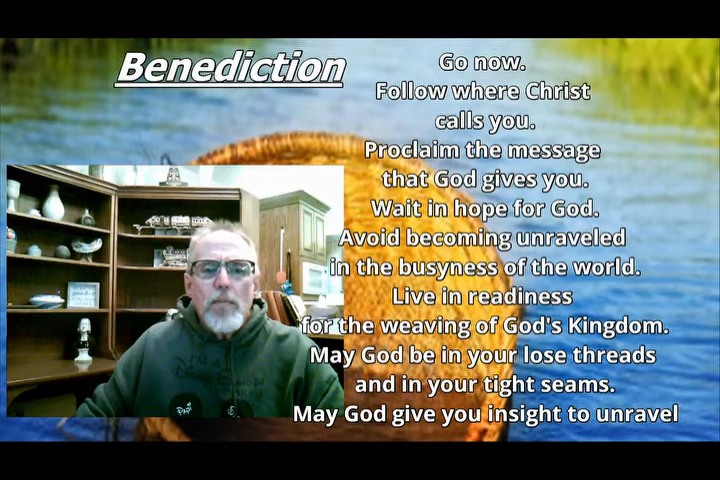 Benediction
Go now.
Follow where Christ
calls you.
Proclaim the message
that God gives you.
Wait in hope for God.
Avoid becoming unraveled
in the busyness of the world.
Live in readiness
for the weaving of God's Kingdom.
May God be in your lose threads
and in your tight seams.
May God give you insight to unravel